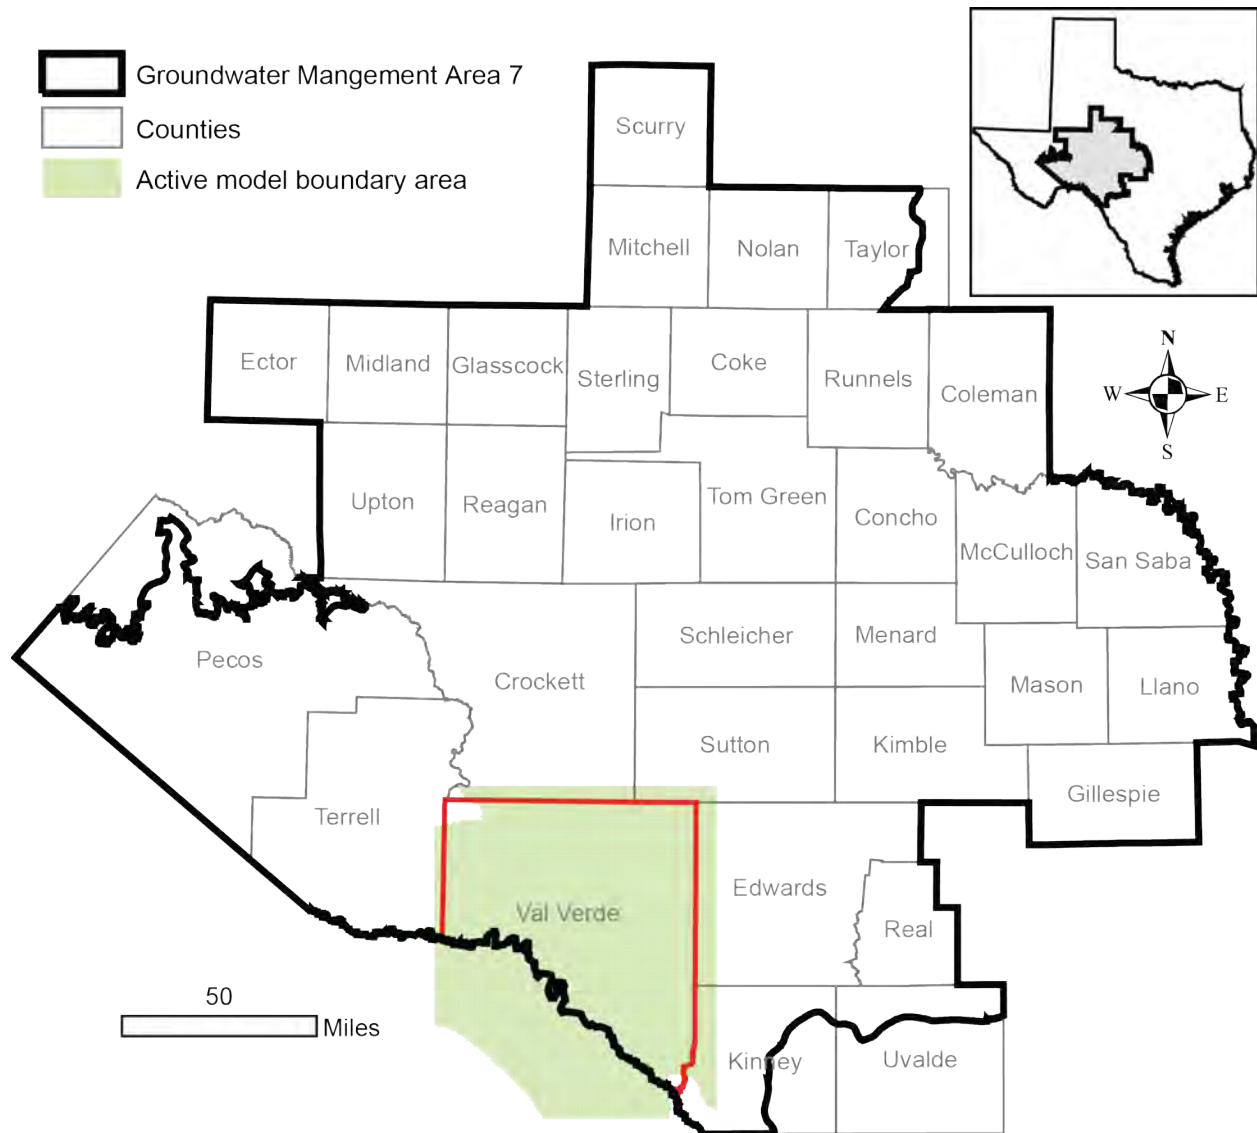 Groundwater Mangement Area 7
Counties
Active model boundary area
Scurry
Mitchell
Nolan
Taylor
Ector
Midland
Glasscock
Sterling
Coke
Runnels
Coleman
N
W
E
S
Upton
Reagan
Irion
Tom Green
Concho
McCulloch
San Saba
Pecos
Crockett
Schleicher
Menard
Mason
Llano
Sutton
Kimble
Gillespie
Terrell
Val Verde
Edwards
Real
50
Miles
Kinney
Uvalde